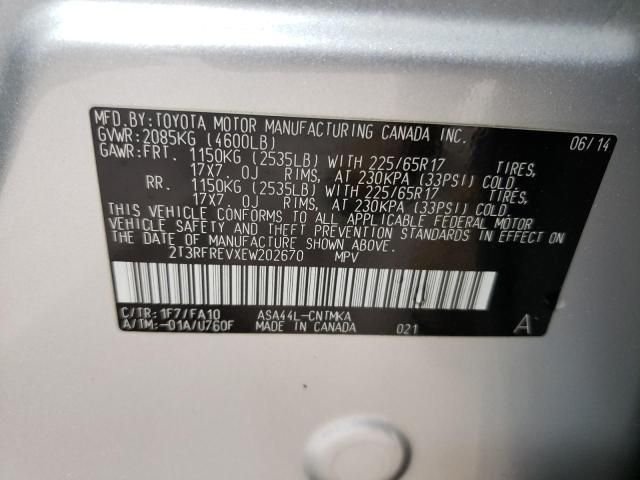 MFD.BY:TOYOTA MOTOR MANUFACTURING CANADA INC. 06/14
GVWR:2085KG (4600LB)
GAWR:FRT. 1150KG (2535LB) WITH 225/65R17 TIRES,
17X7.0J RIMS, AT 230KPA (33PSI) COLD.
RR. 1150KG (2535LB) WITH 225/65R17 TIRES,
17X7.0J RIMS, AT 230KPA (33PSI) COLD.
THIS VEHICLE CONFORMS TO ALL APPLICABLE FEDERAL MOTOR
VEHICLE SAFETY AND THEFT PREVENTION STANDARDS IN EFFECT ON
THE DATE OF MANUFACTURE SHOWN ABOVE.
2T3RFREVXEW202670 MPV
C/TR: 1F7/FA10 ASA44L-CNTMKA
A/TM:-01A/U760F MADE IN CANADA 021 A